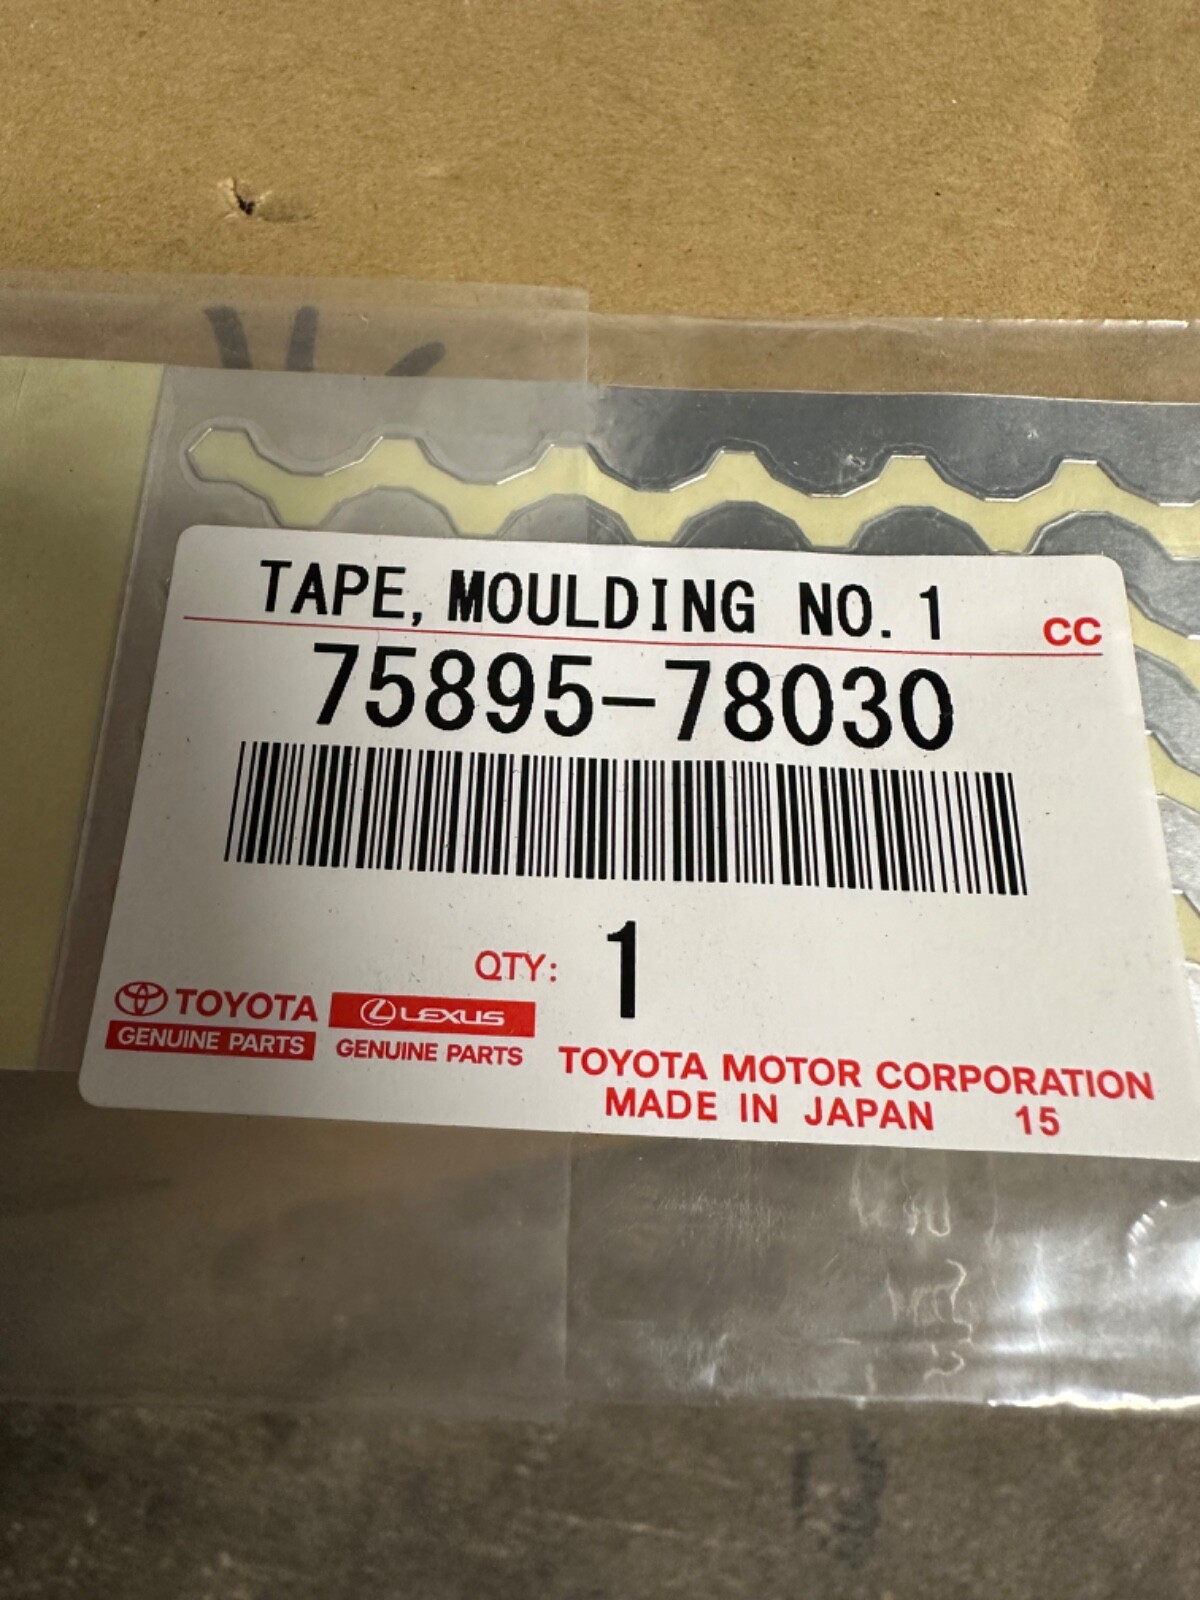 TAPE, MOULDING NO. 1
CC
75895-78030
QTY: 1
TOYOTA
GENUINE PARTS
LEXUS
GENUINE PARTS
TOYOTA MOTOR CORPORATION
MADE IN JAPAN 15